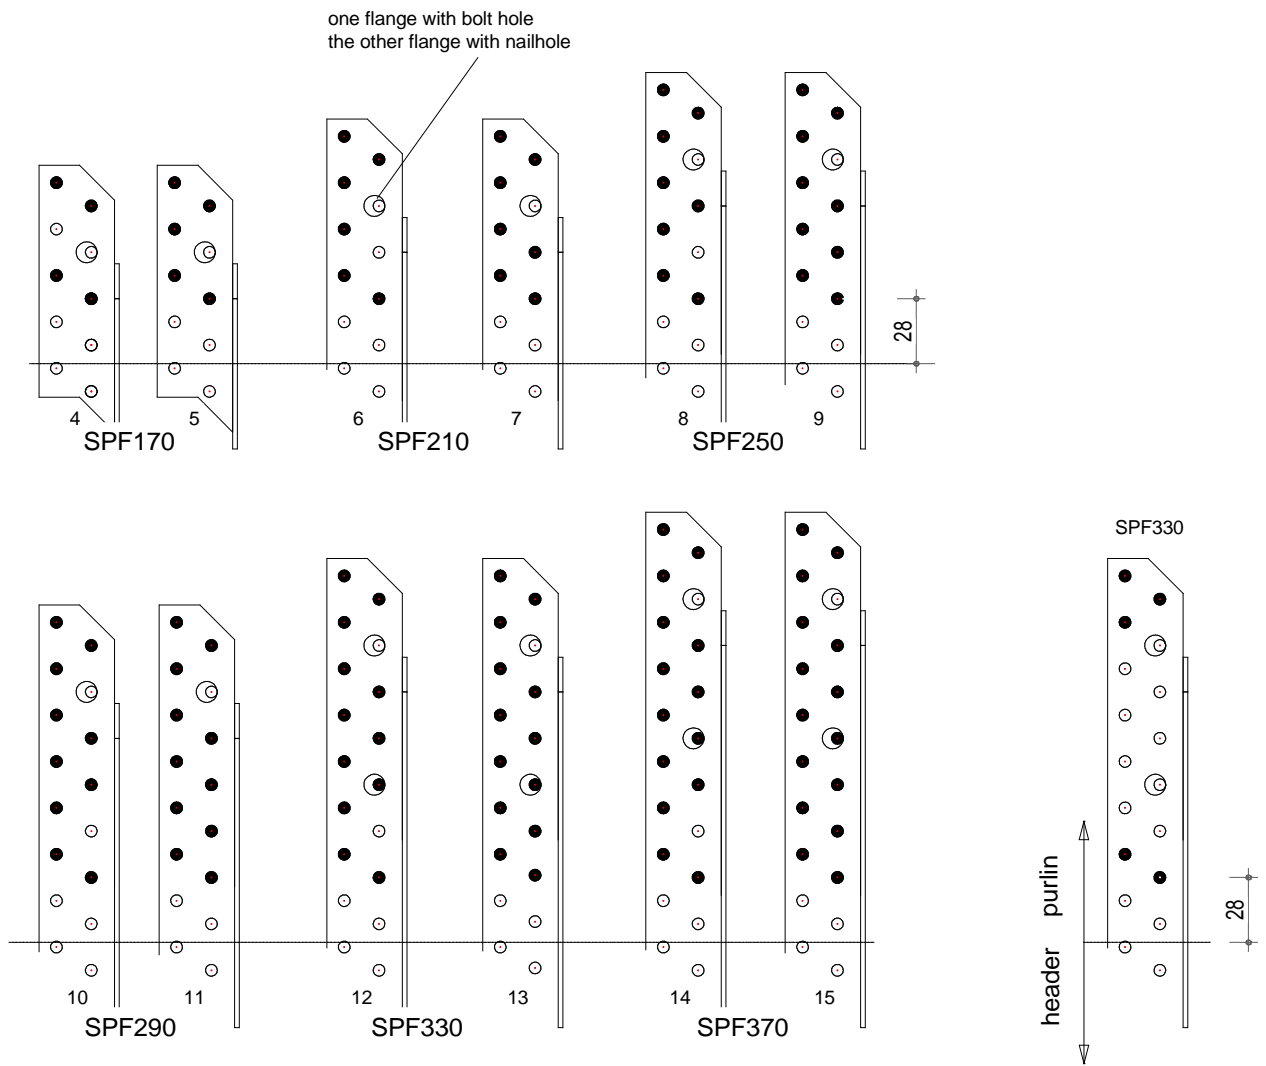 one flange with bolt hole
the other flange with nailhole
28
4 5 6 7 8 9
SPF170 SPF210 SPF250
SPF330
purlin
header
28
10 11 12 13 14 15
SPF290 SPF330 SPF370